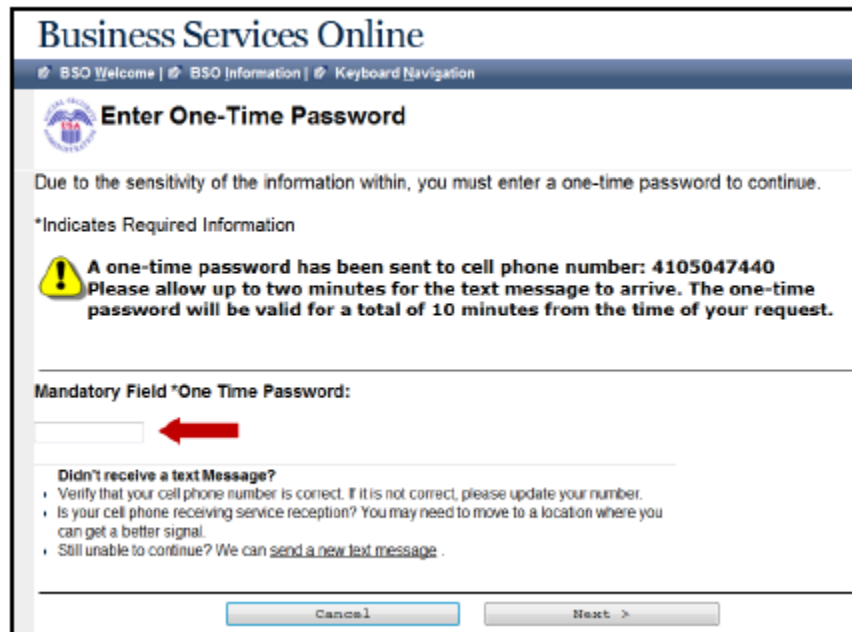 Business Services Online
BSO Welcome | BSO Information | Keyboard Navigation
Enter One-Time Password
SOCIAL SECURITY
USA
ADMINISTRATION
Due to the sensitivity of the information within, you must enter a one-time password to continue.
*Indicates Required Information
A one-time password has been sent to cell phone number: 4105047440
Please allow up to two minutes for the text message to arrive. The one-time
password will be valid for a total of 10 minutes from the time of your request.
Mandatory Field *One Time Password:
Didn't receive a text Message?
Verify that your cell phone number is correct. If it is not correct, please update your number.
Is your cell phone receiving service reception? You may need to move to a location where you
can get a better signal.
Still unable to continue? We can send a new text message .
Cancel
Next >